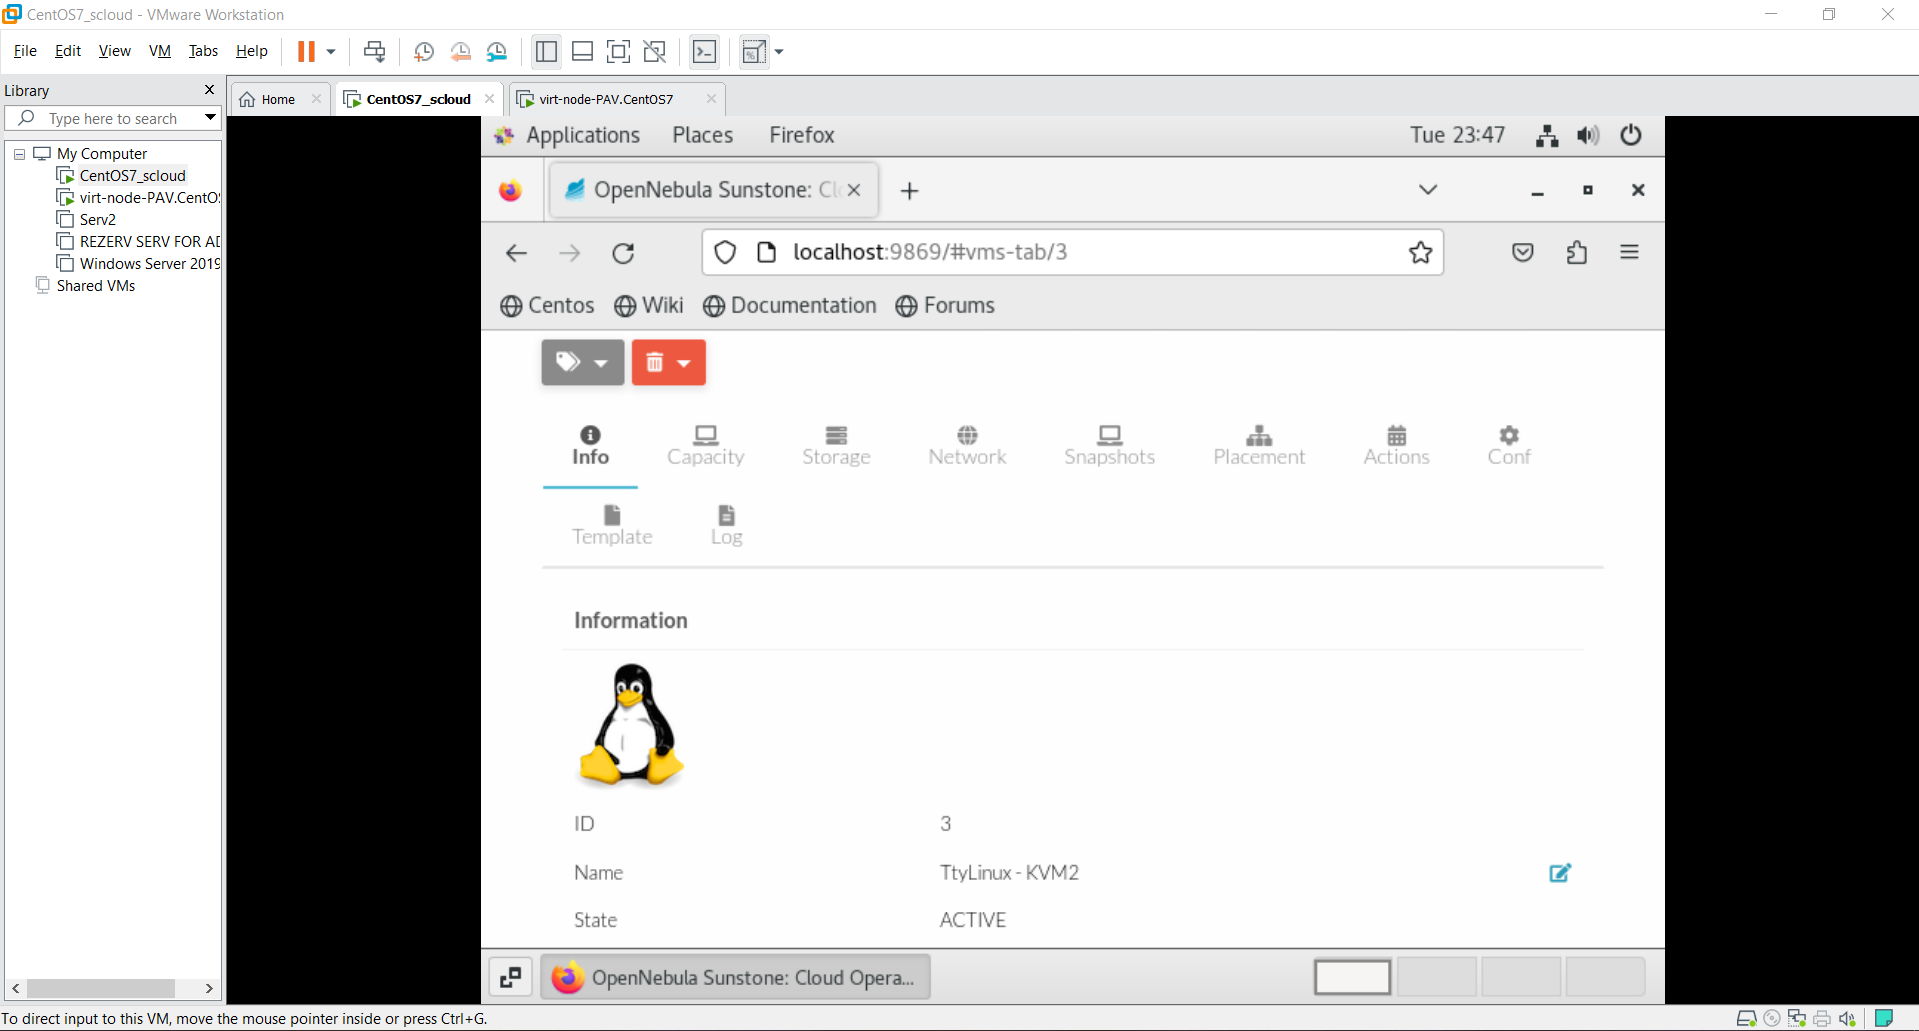 CentOS7_scloud - VMware Workstation
File Edit View VM Tabs Help
Library
Type here to search
My Computer
CentOS7_scloud
virt-node-PAV.CentOS
Serv2
REZERV SERV FOR AD
Windows Server 2019
Shared VMs
Home
CentOS7_scloud
virt-node-PAV.CentOS7
Applications Places Firefox
Tue 23:47
OpenNebula Sunstone: Cl
localhost:9869/#vms-tab/3
Centos Wiki Documentation Forums
Info Capacity Storage Network Snapshots Placement Actions Conf
Template Log
Information
ID 3
Name TtyLinux - KVM2
State ACTIVE
OpenNebula Sunstone: Cloud Opera...
To direct input to this VM, move the mouse pointer inside or press Ctrl+G.